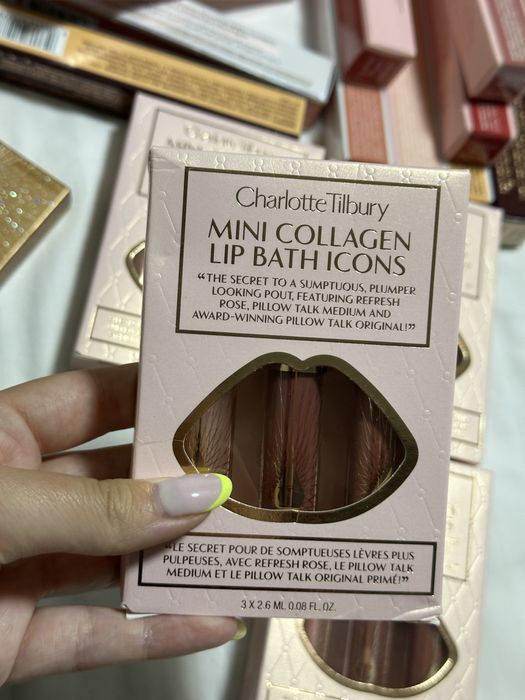 Charlotte Tilbury
MINI COLLAGEN
LIP BATH ICONS
“THE SECRET TO A SUMPTUOUS, PLUMPER
LOOKING POUT, FEATURING REFRESH
ROSE, PILLOW TALK MEDIUM AND
AWARD-WINNING PILLOW TALK ORIGINAL!”
“LE SECRET POUR DE SOMPTUEUSES LÈVRES PLUS
PULPEUSES, AVEC REFRESH ROSE, LE PILLOW TALK
MEDIUM ET LE PILLOW TALK ORIGINAL PRIMÉ!”
3 X 2.6 ML 0.08 FL. OZ.